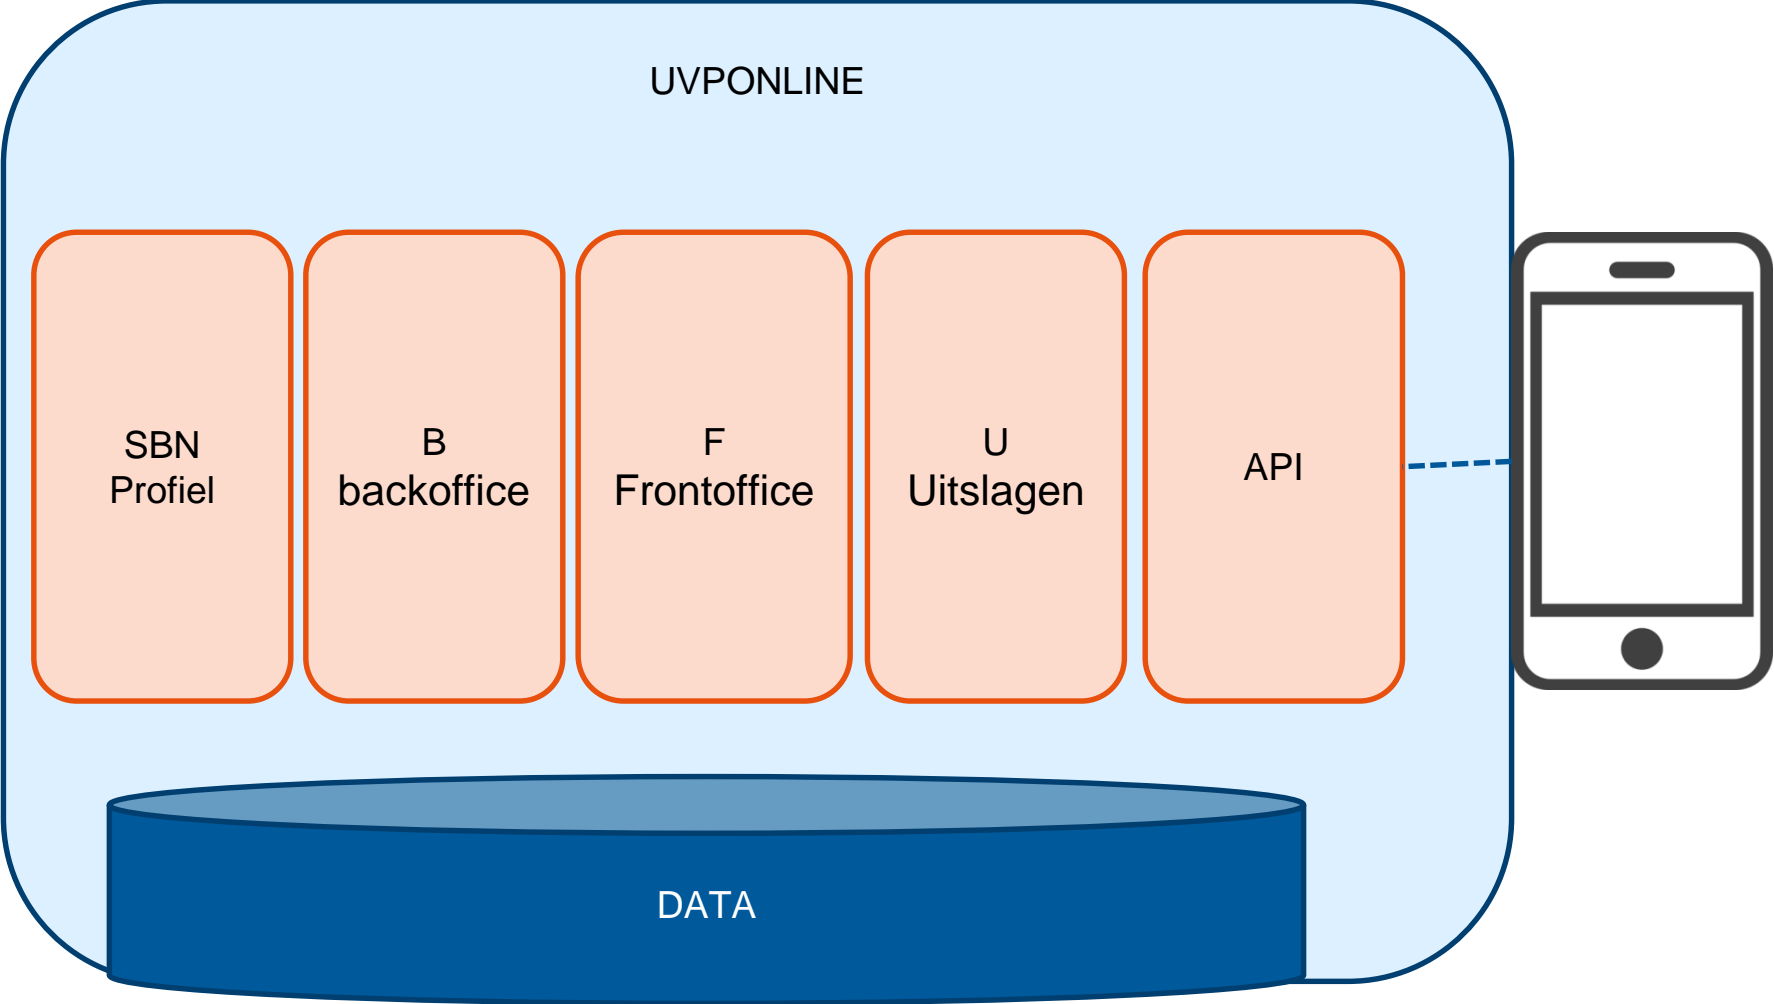 UVPONLINE
SBN
Profiel
B
backoffice
F
Frontoffice
U
Uitslagen
API
DATA